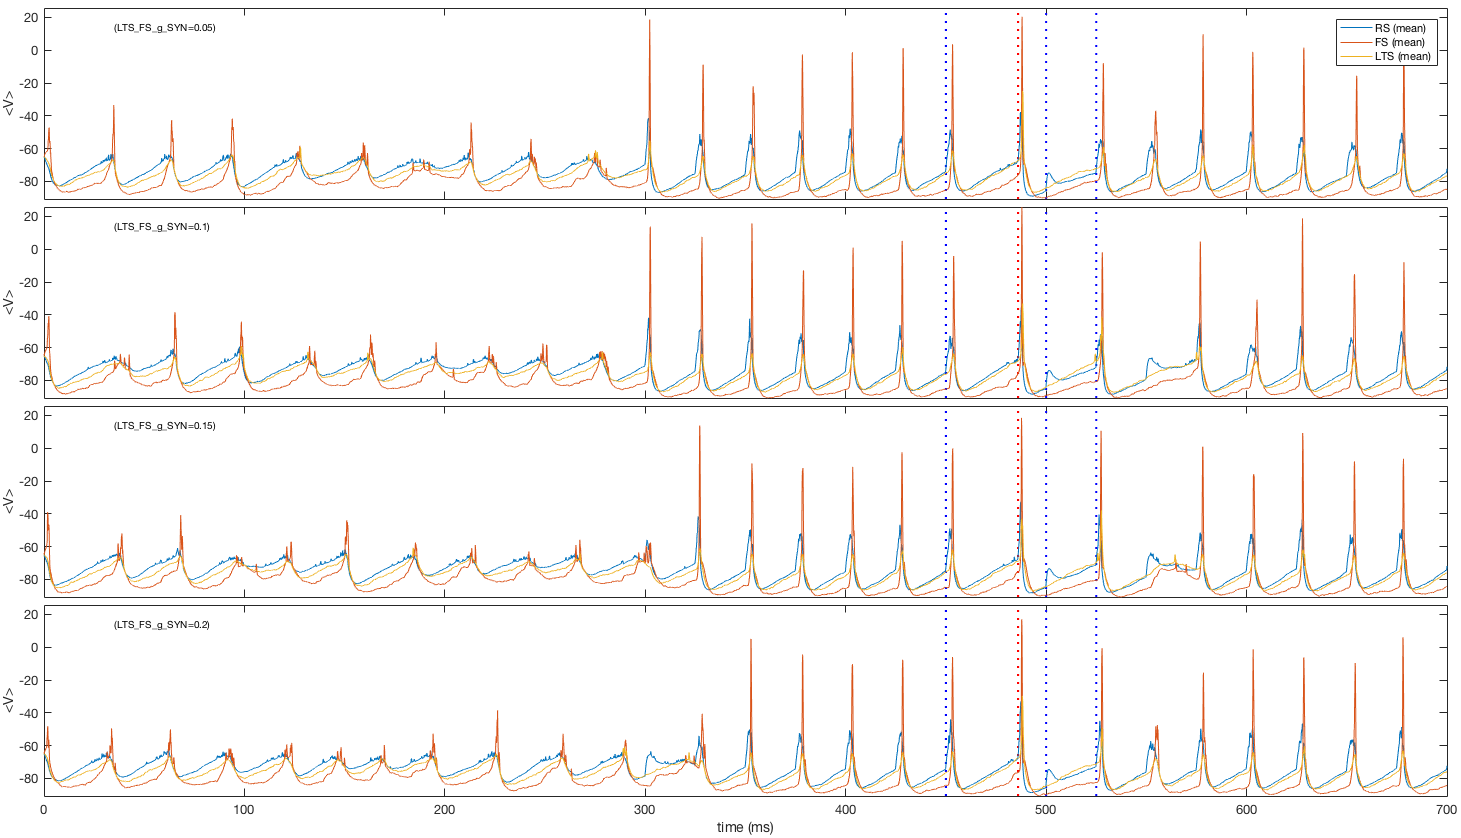 (LTS_FS_g_SYN=0.05)
RS (mean)
FS (mean)
LTS (mean)
20
0
-20
-40
-60
-80
<V>
(LTS_FS_g_SYN=0.1)
20
0
-20
-40
-60
-80
<V>
(LTS_FS_g_SYN=0.15)
20
0
-20
-40
-60
-80
<V>
(LTS_FS_g_SYN=0.2)
20
0
-20
-40
-60
-80
<V>
0 100 200 300 400 500 600 700
time (ms)